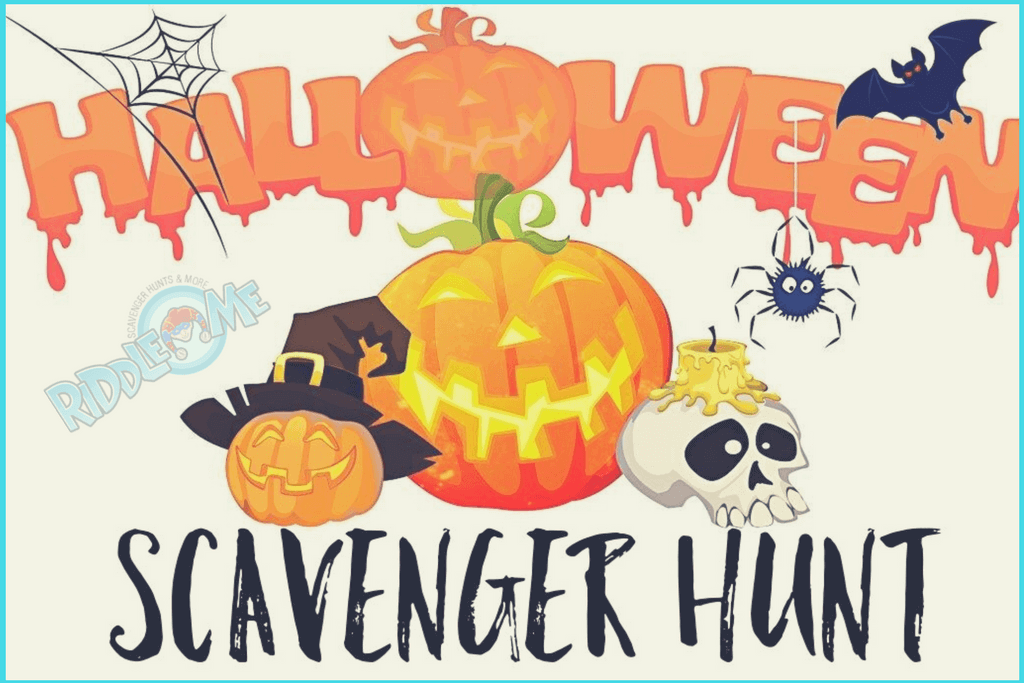 HALLOWEEN
SCAVENGER HUNTS & MORE
RIDDLE ME
SCAVENGER HUNT